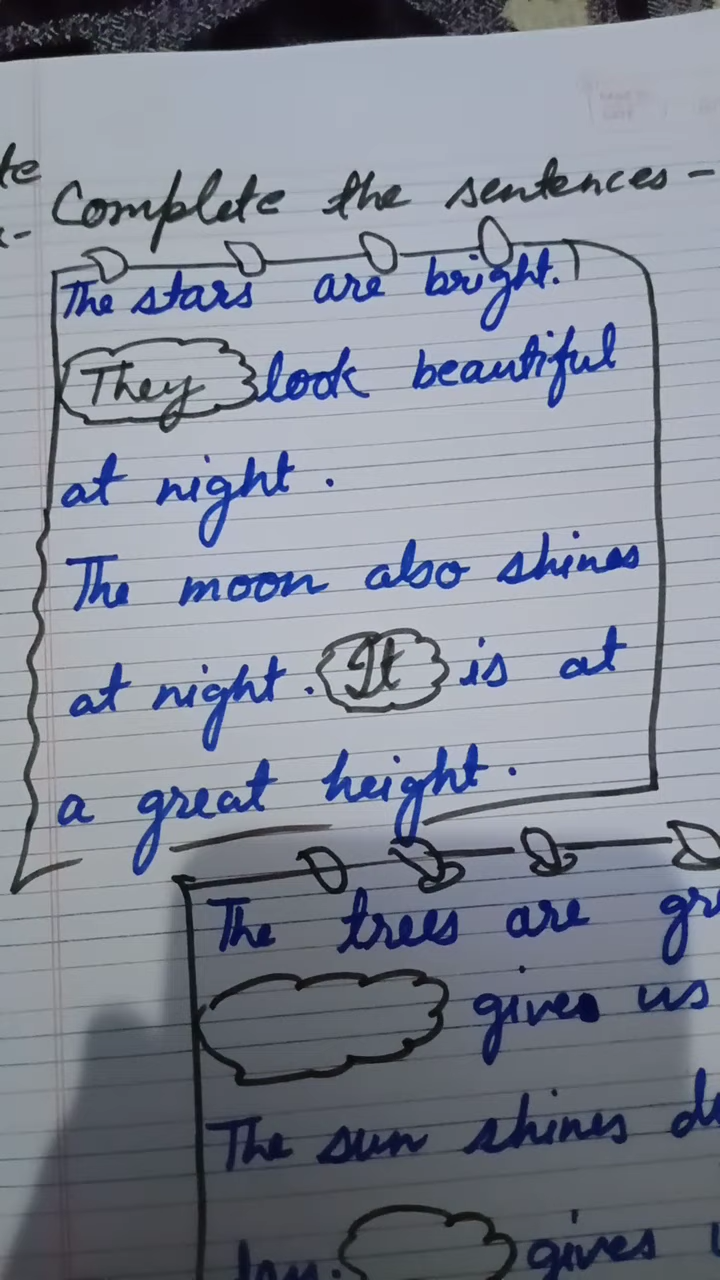 Complete the sentences -
The stars are bright.
They look beautiful
at night.
The moon also shines
at night. It is at
a great height.
The trees are
give us
The sun shines
gives